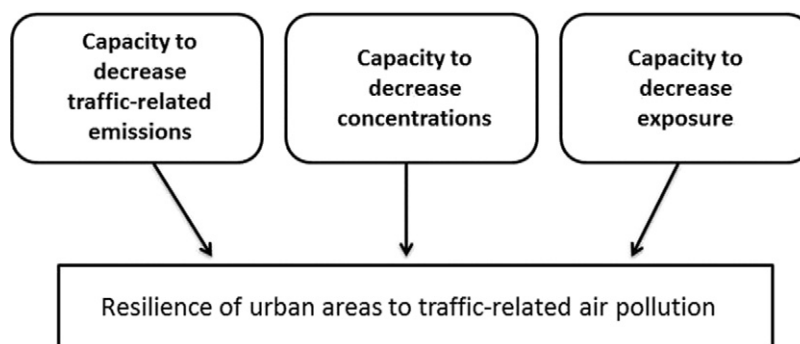 Capacity to
decrease
traffic-related
emissions
Capacity to
decrease
concentrations
Capacity to
decrease
exposure
Resilience of urban areas to traffic-related air pollution